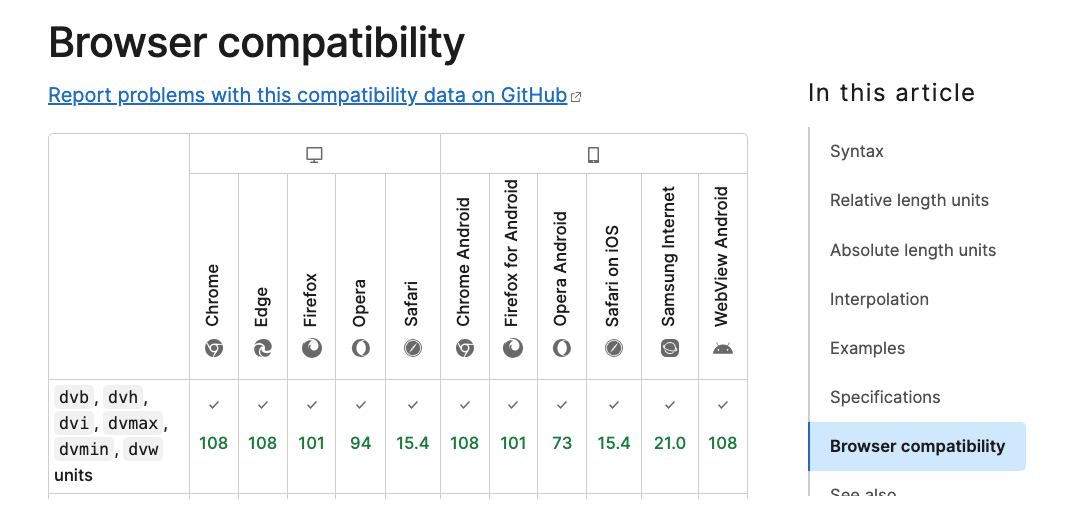 Browser compatibility
Report problems with this compatibility data on GitHub
Chrome
Edge
Firefox
Opera
Safari
Chrome Android
Firefox for Android
Opera Android
Safari on iOS
Samsung Internet
WebView Android
dvb, dvh,
dvi, dvmax,
dvmin, dvw
units
108 108 101 94 15.4 108 101 73 15.4 21.0 108
In this article
Syntax
Relative length units
Absolute length units
Interpolation
Examples
Specifications
Browser compatibility
See also